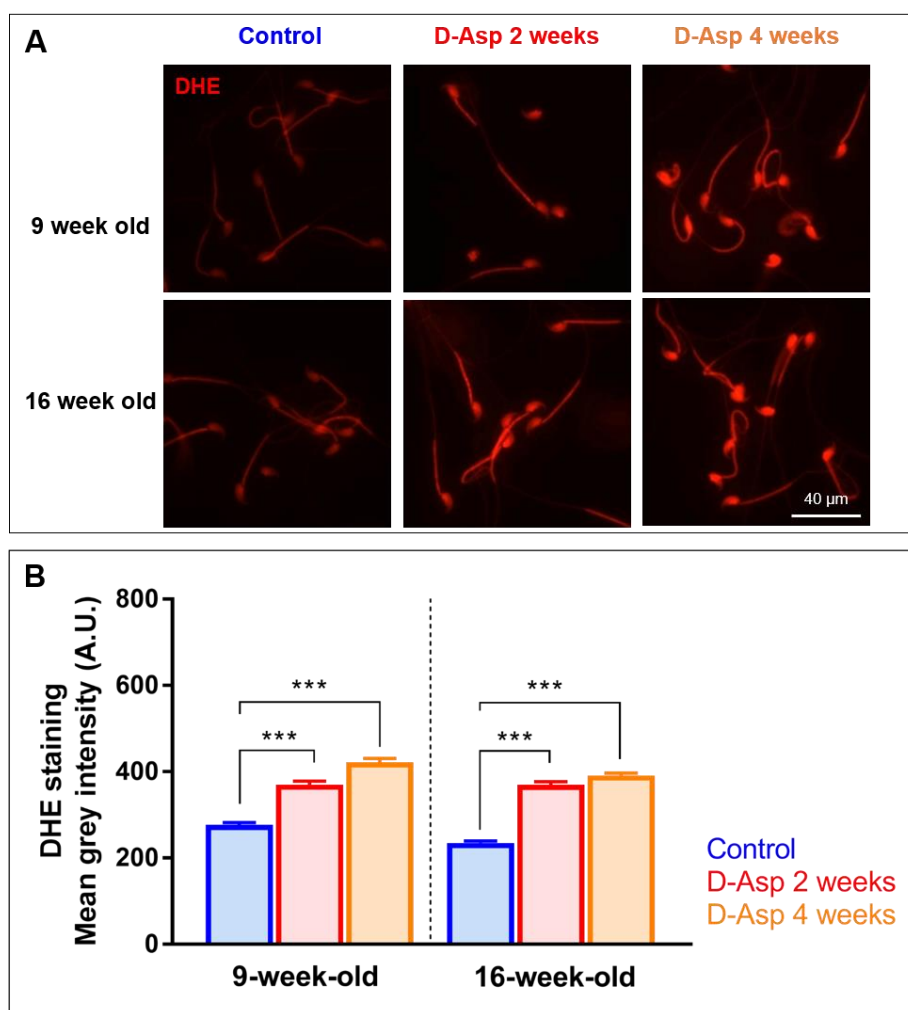 A
Control
D-Asp 2 weeks
D-Asp 4 weeks
DHE
9 week old
16 week old
40 µm
B
DHE staining
Mean grey intensity (A.U.)
800
600
400
200
0
***
***
***
***
9-week-old
16-week-old
Control
D-Asp 2 weeks
D-Asp 4 weeks